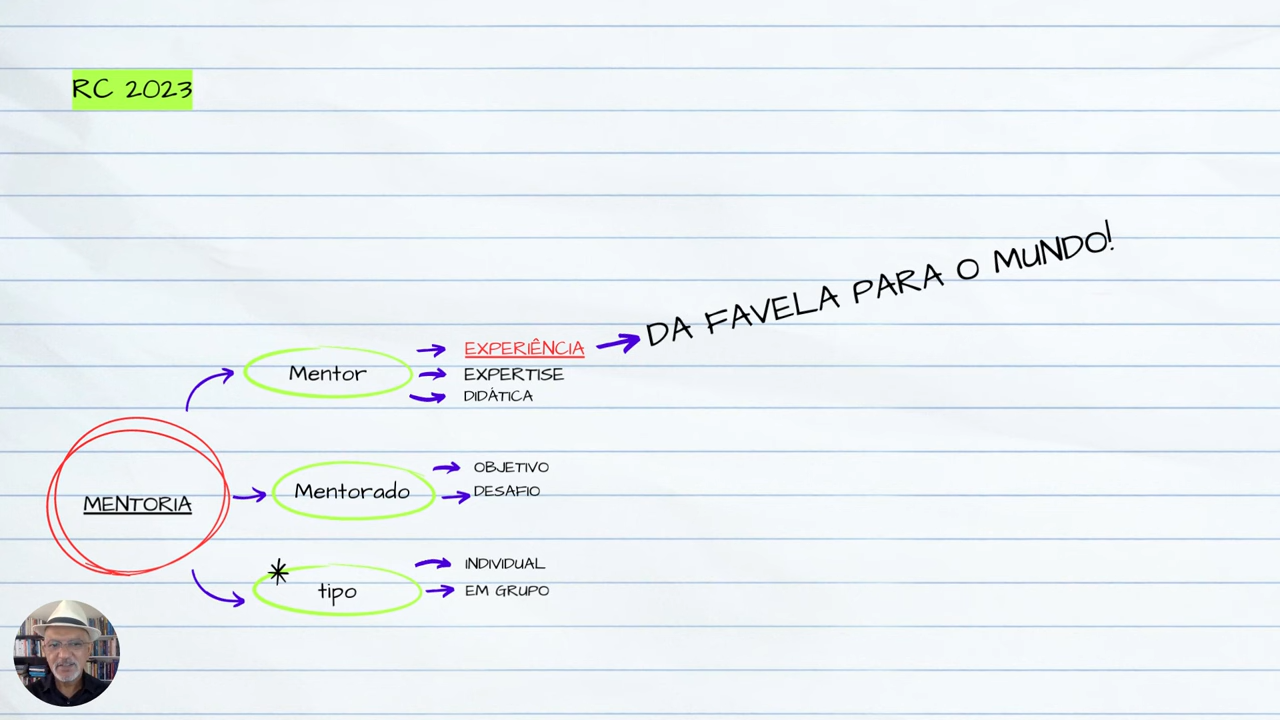 RC 2023
DA FAVELA PARA O MUNDO!
EXPERIÊNCIA
Mentor
EXPERTISE
DIDÁTICA
OBJETIVO
Mentorado
DESAFIO
MENTORIA
INDIVIDUAL
tipo
EM GRUPO